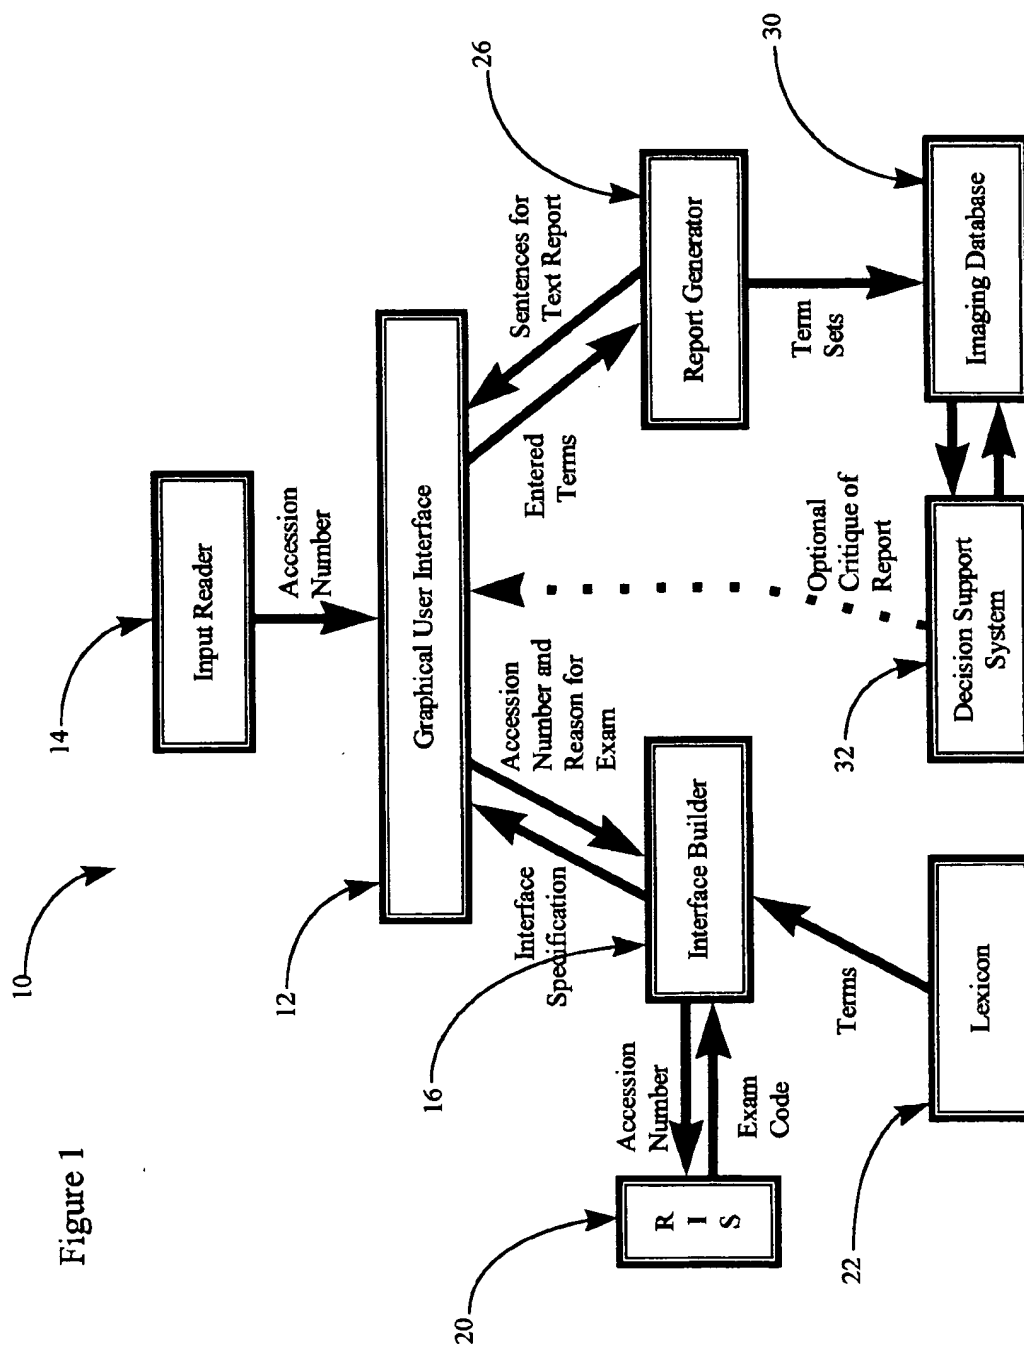 Figure 1
10
14
Input Reader
Accession
Number
12
Graphical User Interface
Interface
Specification
Accession
Number and
Reason for
Exam
Entered
Terms
Sentences for
Text Report
26
16
20
R
I
S
Accession
Number
Exam
Code
Interface Builder
Report Generator
Optional
Critique of
Report
Term
Sets
30
Terms
22
Lexicon
32
Decision Support
System
Imaging Database